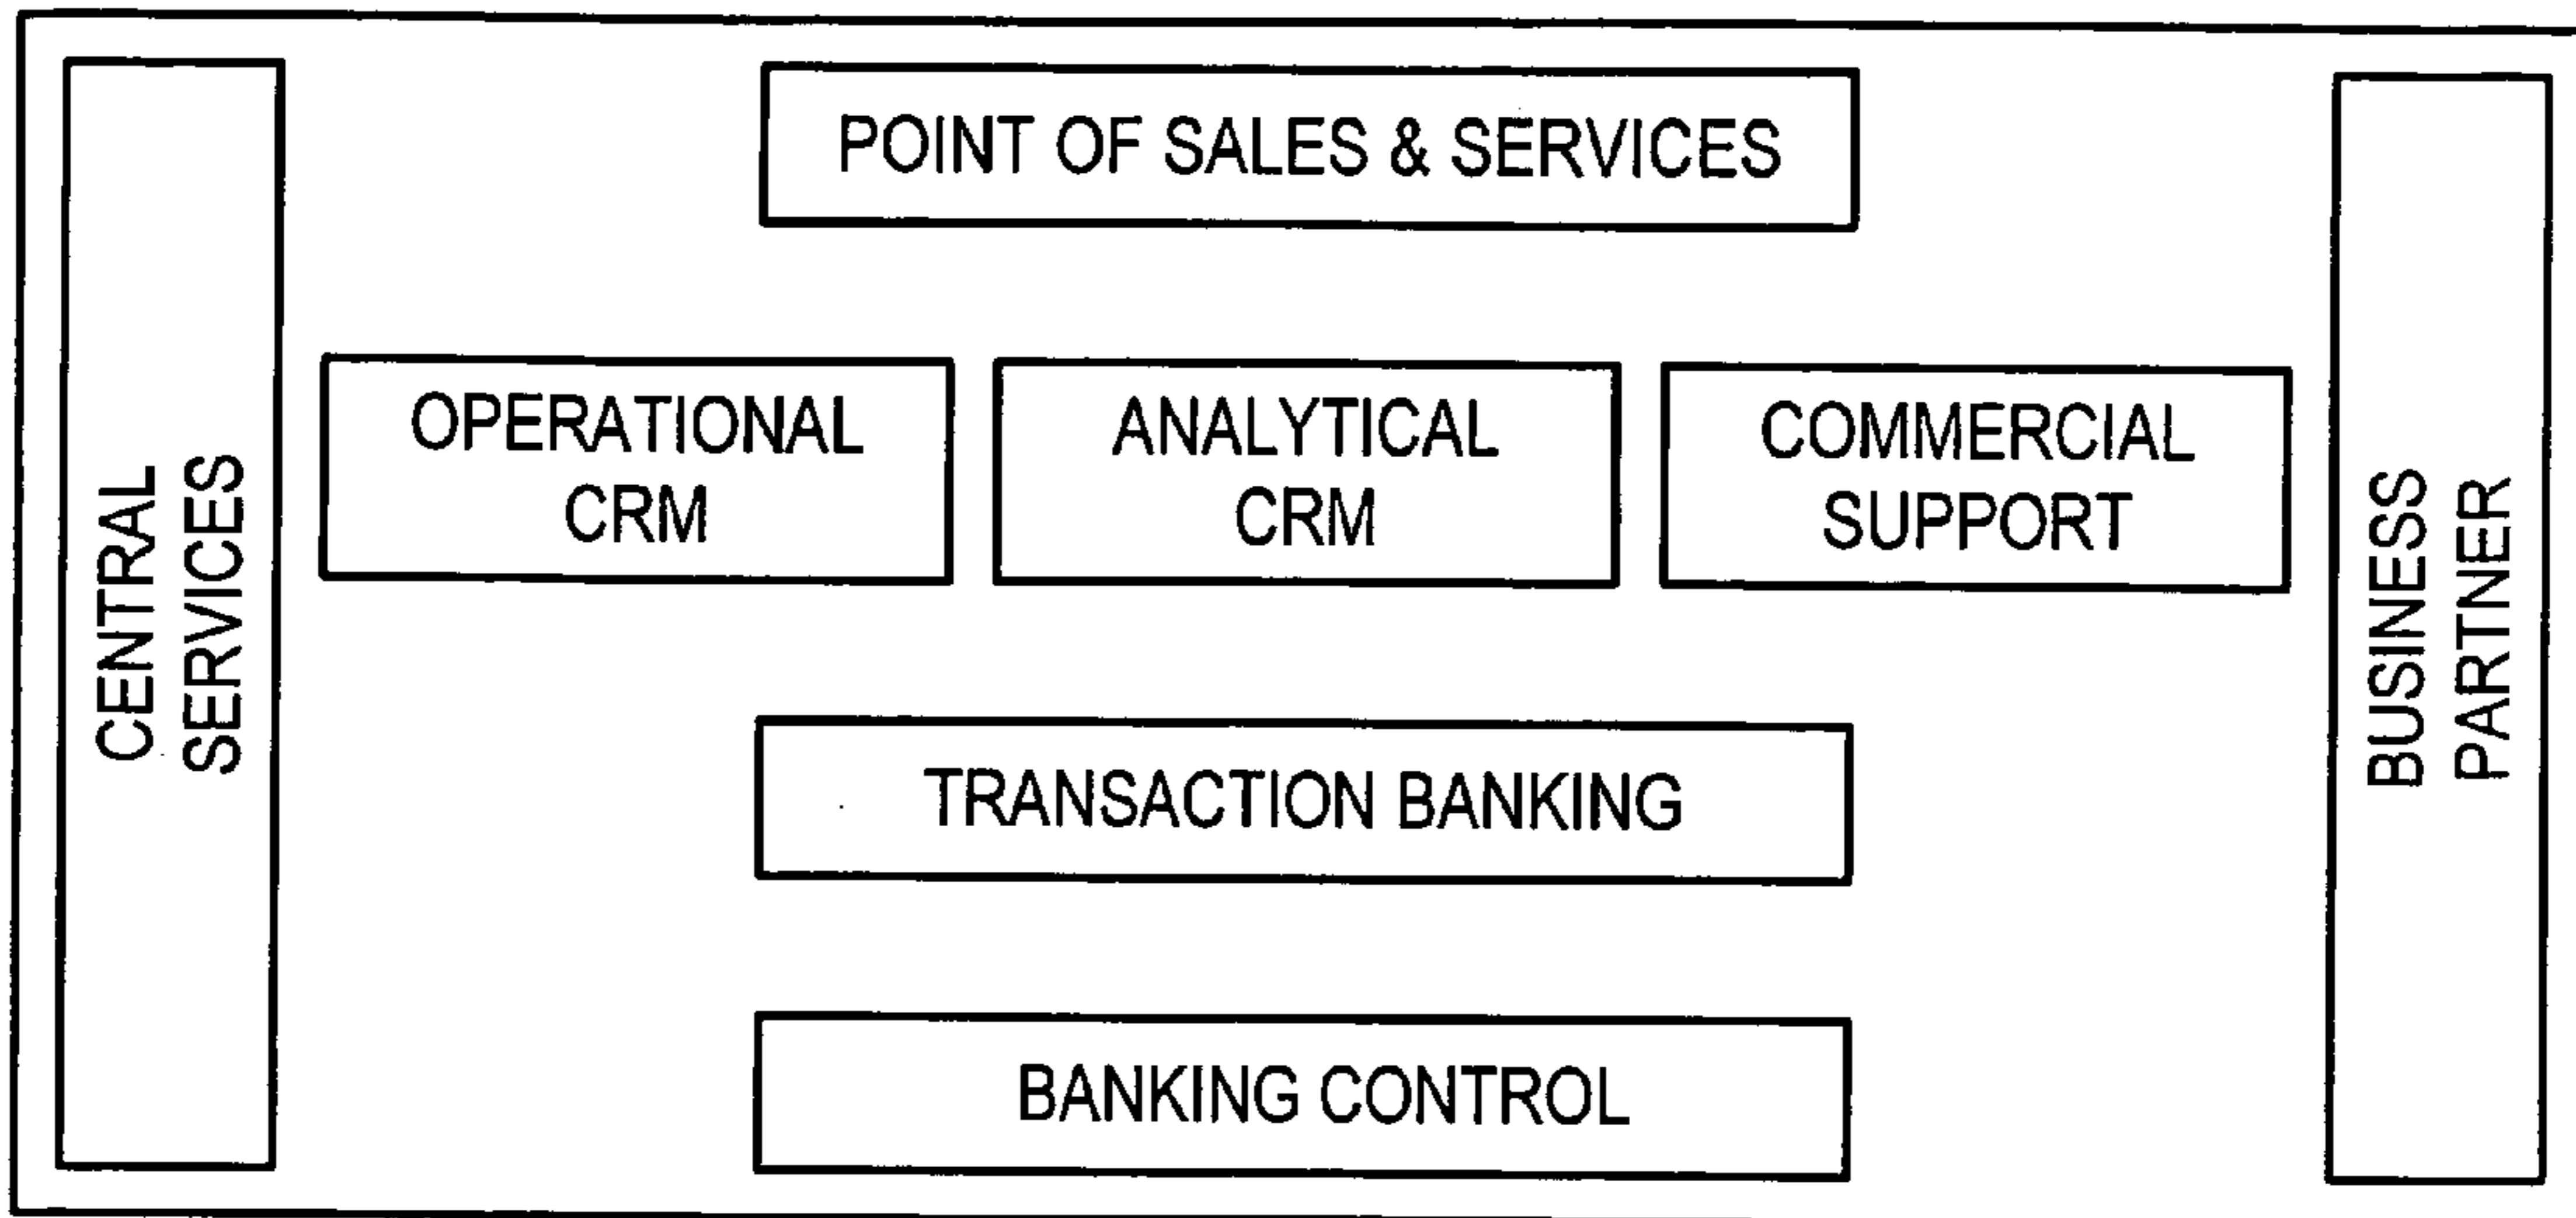 POINT OF SALES & SERVICES
CENTRAL
SERVICES
OPERATIONAL
CRM
ANALYTICAL
CRM
COMMERCIAL
SUPPORT
BUSINESS
PARTNER
TRANSACTION BANKING
BANKING CONTROL